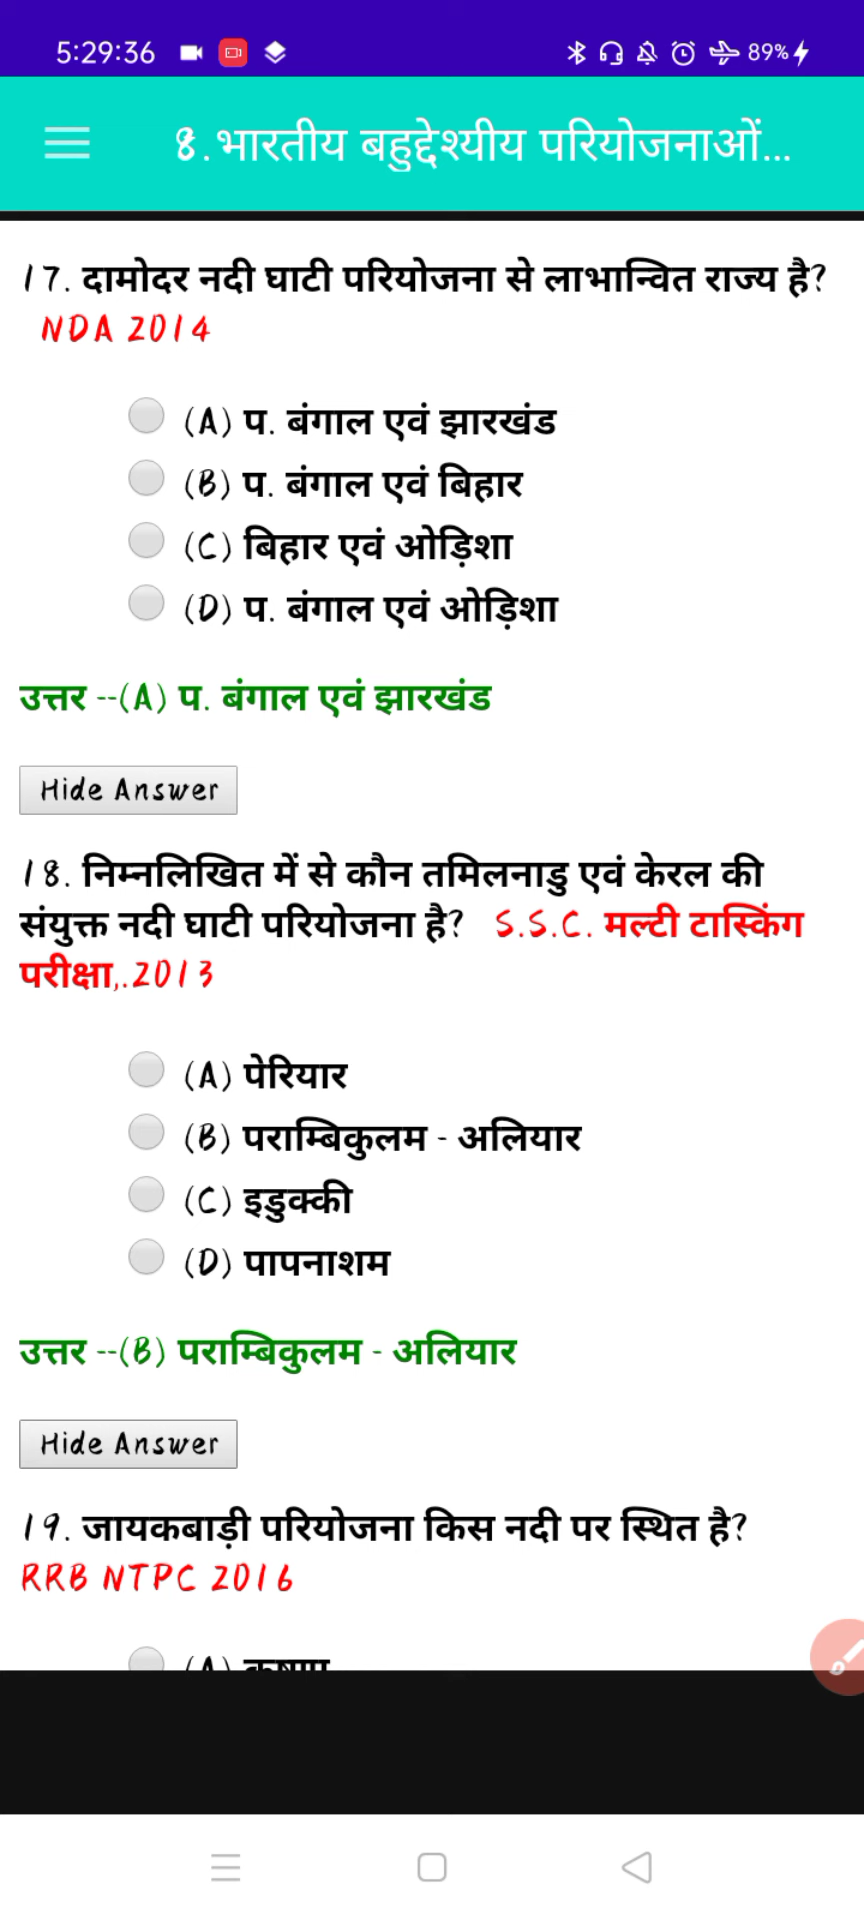 5:29:36
89%
8.भारतीय बहुद्देश्यीय परियोजनाओं...
17. दामोदर नदी घाटी परियोजना से लाभान्वित राज्य है?
NDA 2014
(A) प. बंगाल एवं झारखंड
(B) प. बंगाल एवं बिहार
(C) बिहार एवं ओड़िशा
(D) प. बंगाल एवं ओड़िशा
उत्तर --(A) प. बंगाल एवं झारखंड
Hide Answer
18. निम्नलिखित में से कौन तमिलनाडु एवं केरल की
संयुक्त नदी घाटी परियोजना है? S.S.C. मल्टी टास्किंग
परीक्षा,.2013
(A) पेरियार
(B) पराम्बिकुलम - अलियार
(C) इडुक्की
(D) पापनाशम
उत्तर --(B) पराम्बिकुलम - अलियार
Hide Answer
19. जायकबाड़ी परियोजना किस नदी पर स्थित है?
RRB NTPC 2016
(A)